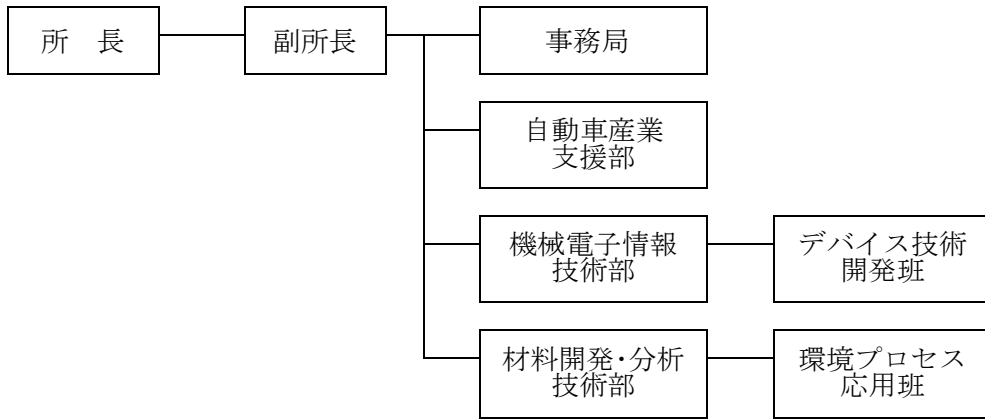 所　長
副所長
事務局
自動車産業
支援部
機械電子情報
技術部
デバイス技術
開発班
材料開発・分析
技術部
環境プロセス
応用班